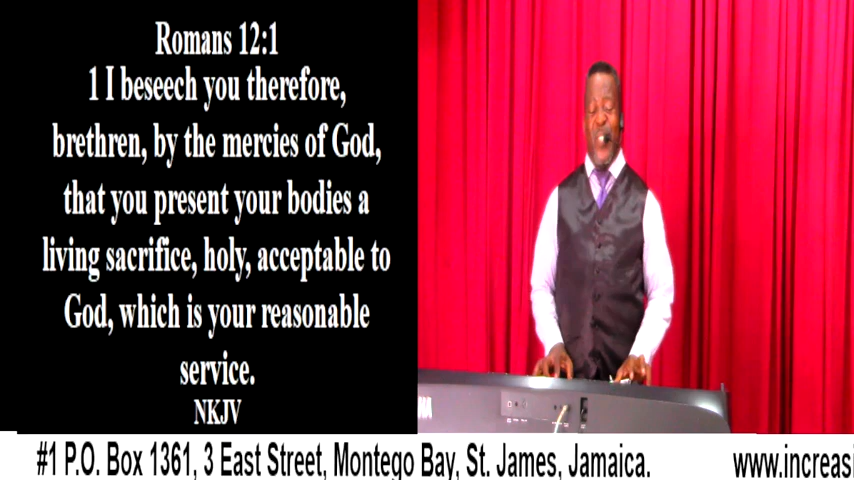 Romans 12:1
1 I beseech you therefore,
brethren, by the mercies of God,
that you present your bodies a
living sacrifice, holy, acceptable to
God, which is your reasonable
service.
NKJV
#1 P.O. Box 1361, 3 East Street, Montego Bay, St. James, Jamaica. www.increasi